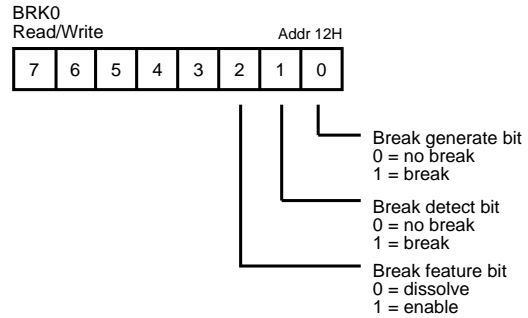 BRK0
Read/Write Addr 12H
7 6 5 4 3 2 1 0
Break generate bit
0 = no break
1 = break
Break detect bit
0 = no break
1 = break
Break feature bit
0 = dissolve
1 = enable